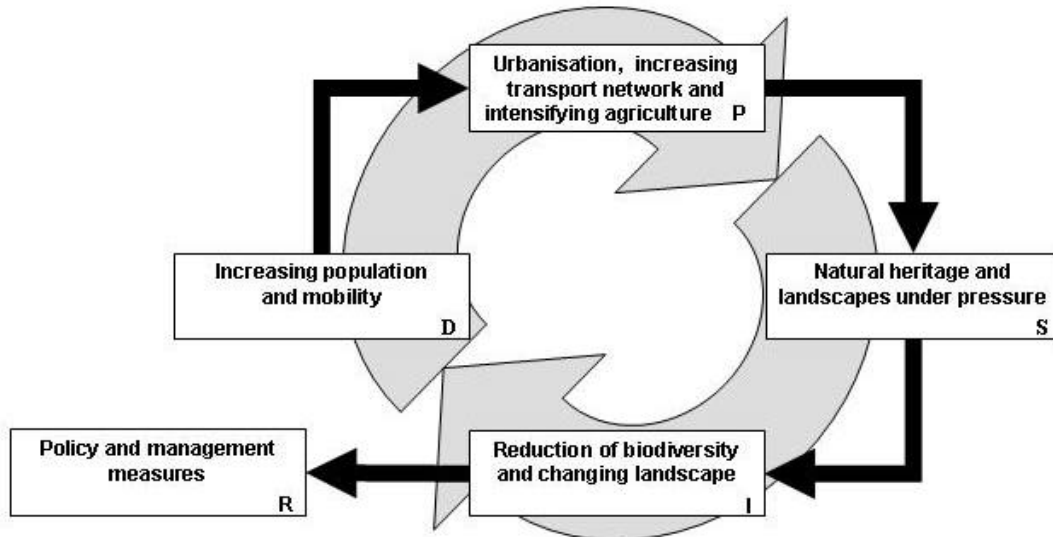 Urbanisation, increasing
transport network and
intensifying agriculture P
Increasing population
and mobility
D
Natural heritage and
landscapes under pressure
S
Policy and management
measures
R
Reduction of biodiversity
and changing landscape
I